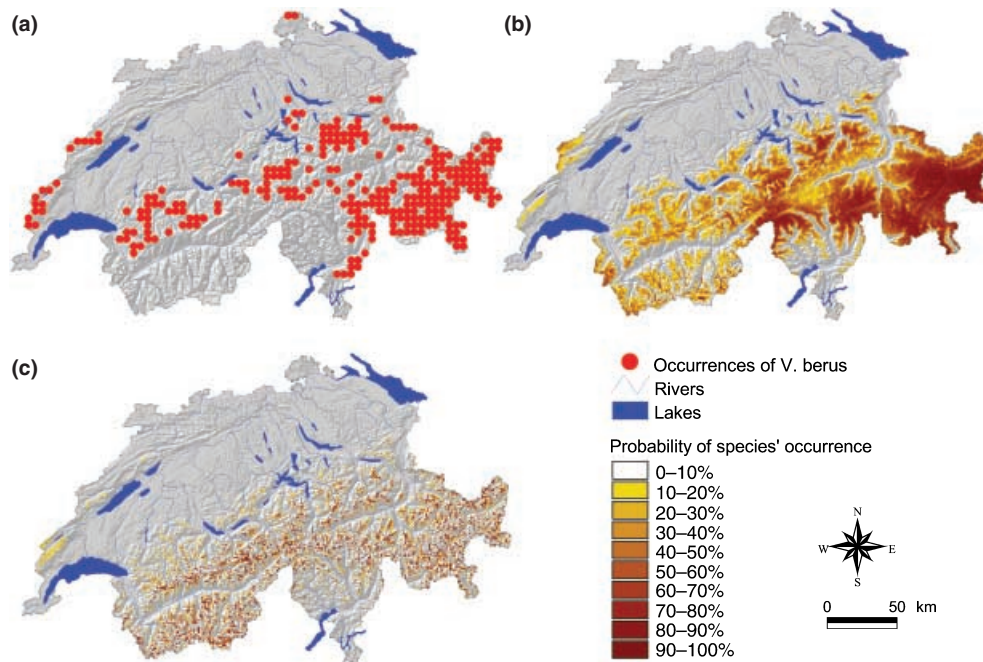 (a)
(b)
(c)
Occurrences of V. berus
Rivers
Lakes
Probability of species' occurrence
0–10%
10–20%
20–30%
30–40%
40–50%
50–60%
60–70%
70–80%
80–90%
90–100%
N
W E
S
0 50 km